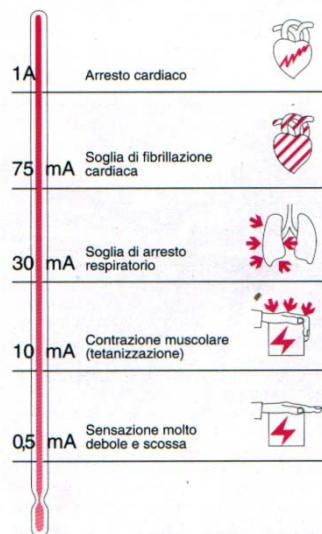 1A Arresto cardiaco
Soglia di fibrillazione
75 mA cardiaca
Soglia di arresto
30 mA respiratorio
Contrazione muscolare
10 mA (tetanizzazione)
Sensazione molto
0,5 mA debole e scossa